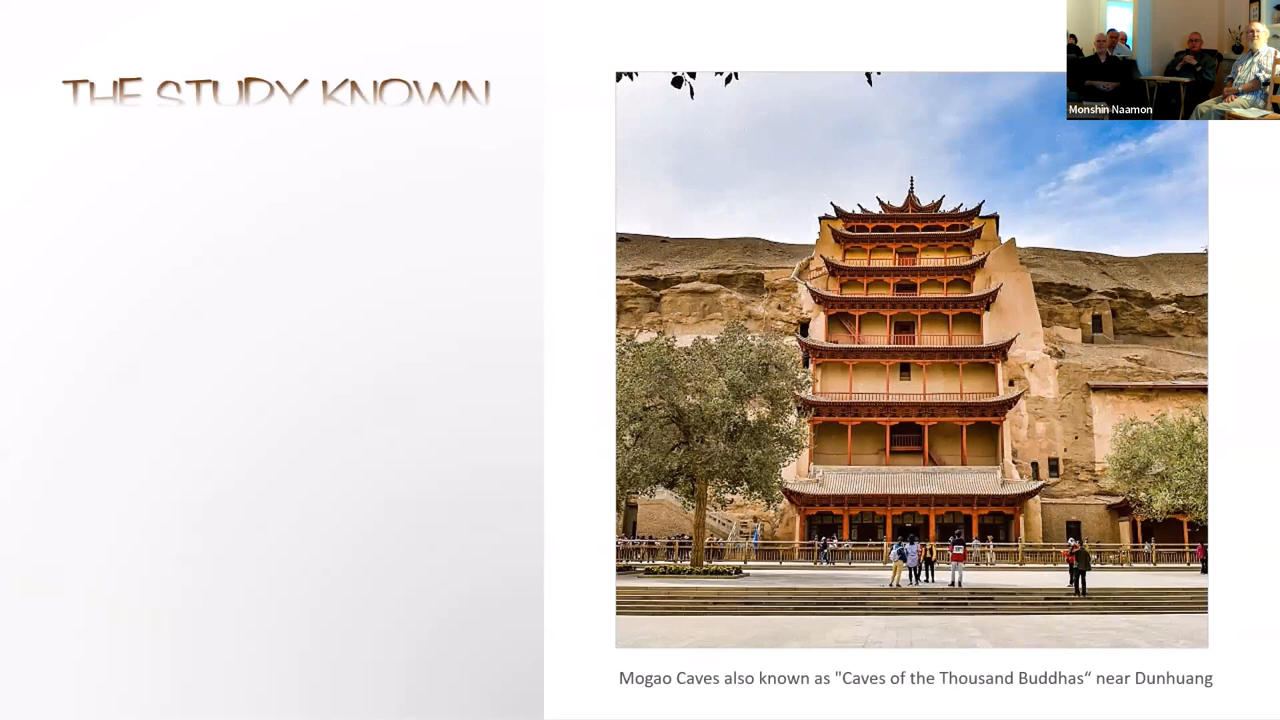 THE STUDY KNOWN
Monshin Naamon
Mogao Caves also known as "Caves of the Thousand Buddhas“ near Dunhuang